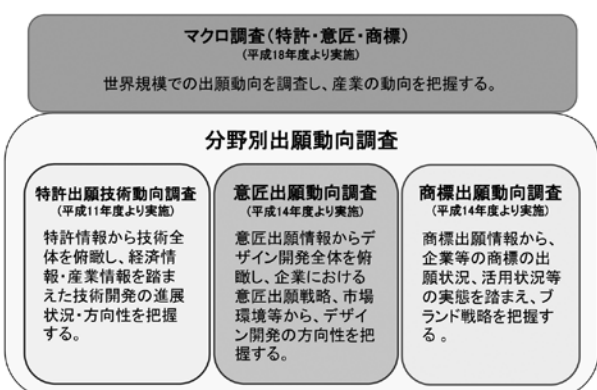 マクロ調査(特許・意匠・商標)
(平成18年度より実施)
世界規模での出願動向を調査し、産業の動向を把握する。
分野別出願動向調査
特許出願技術動向調査
(平成11年度より実施)
特許情報から技術全
体を俯瞰し、経済情
報・産業情報を踏ま
えた技術開発の進展
状況・方向性を把握
する。
意匠出願動向調査
(平成14年度より実施)
意匠出願情報からデ
ザイン開発全体を俯
瞰し、企業における
意匠出願戦略、市場
環境等から、デザイ
ン開発の方向性を把
握する。
商標出願動向調査
(平成14年度より実施)
商標出願情報から、
企業等の商標の出
願状況、活用状況等
の実態を踏まえ、ブ
ランド戦略を把握す
る 。